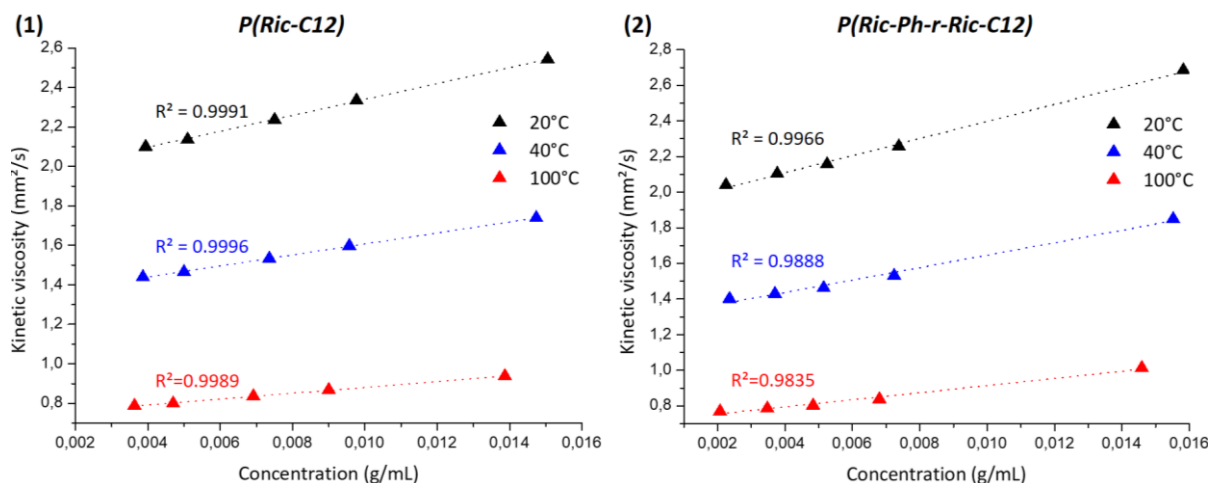 (1) P(Ric-C12)
2,6
2,4
2,2
2,0
1,8
1,6
1,4
1,2
1,0
0,8
Kinetic viscosity (mm²/s)
R² = 0.9991
R² = 0.9996
R²=0.9989
20°C
40°C
100°C
0,002 0,004 0,006 0,008 0,010 0,012 0,014 0,016
Concentration (g/mL)
(2) P(Ric-Ph-r-Ric-C12)
2,8
2,6
2,4
2,2
2,0
1,8
1,6
1,4
1,2
1,0
0,8
Kinetic viscosity (mm²/s)
R² = 0.9966
R² = 0.9888
R²=0.9835
20°C
40°C
100°C
0,002 0,004 0,006 0,008 0,010 0,012 0,014 0,016
Concentration (g/mL)